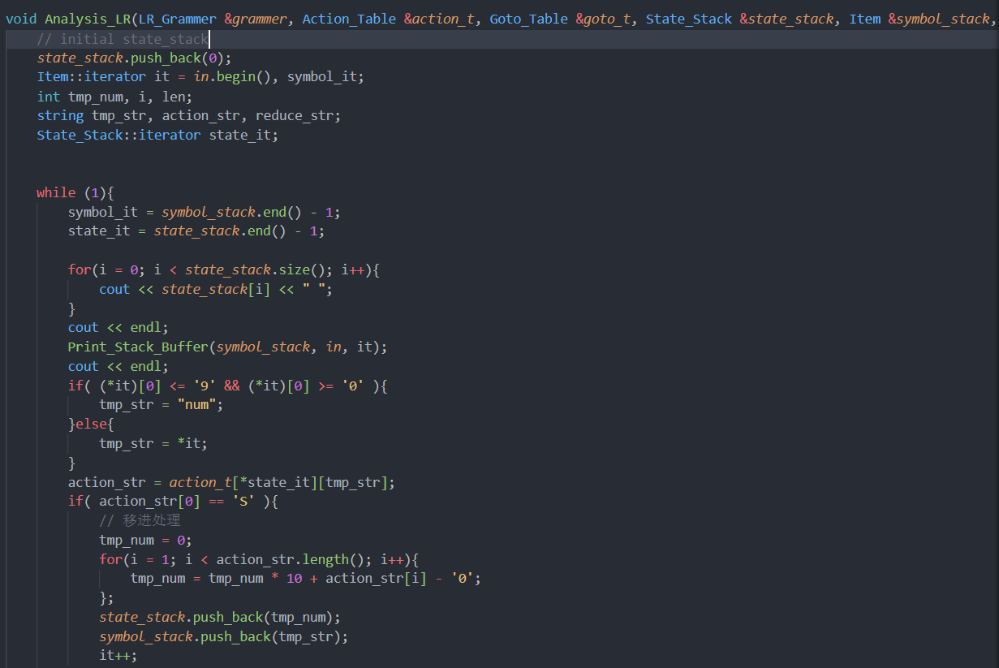 void Analysis_LR(LR_Grammer &grammer, Action_Table &action_t, Goto_Table &goto_t, State_Stack &state_stack, Item &symbol_stack,
// initial state_stack
state_stack.push_back(0);
Item::iterator it = in.begin(), symbol_it;
int tmp_num, i, len;
string tmp_str, action_str, reduce_str;
State_Stack::iterator state_it;
while (1){
symbol_it = symbol_stack.end() - 1;
state_it = state_stack.end() - 1;
for(i = 0; i < state_stack.size(); i++){
cout << state_stack[i] << " ";
}
cout << endl;
Print_Stack_Buffer(symbol_stack, in, it);
cout << endl;
if( (*it)[0] <= '9' && (*it)[0] >= '0' ){
tmp_str = "num";
}else{
tmp_str = *it;
}
action_str = action_t[*state_it][tmp_str];
if( action_str[0] == 'S' ){
// 移进处理
tmp_num = 0;
for(i = 1; i < action_str.length(); i++){
tmp_num = tmp_num * 10 + action_str[i] - '0';
};
state_stack.push_back(tmp_num);
symbol_stack.push_back(tmp_str);
it++;